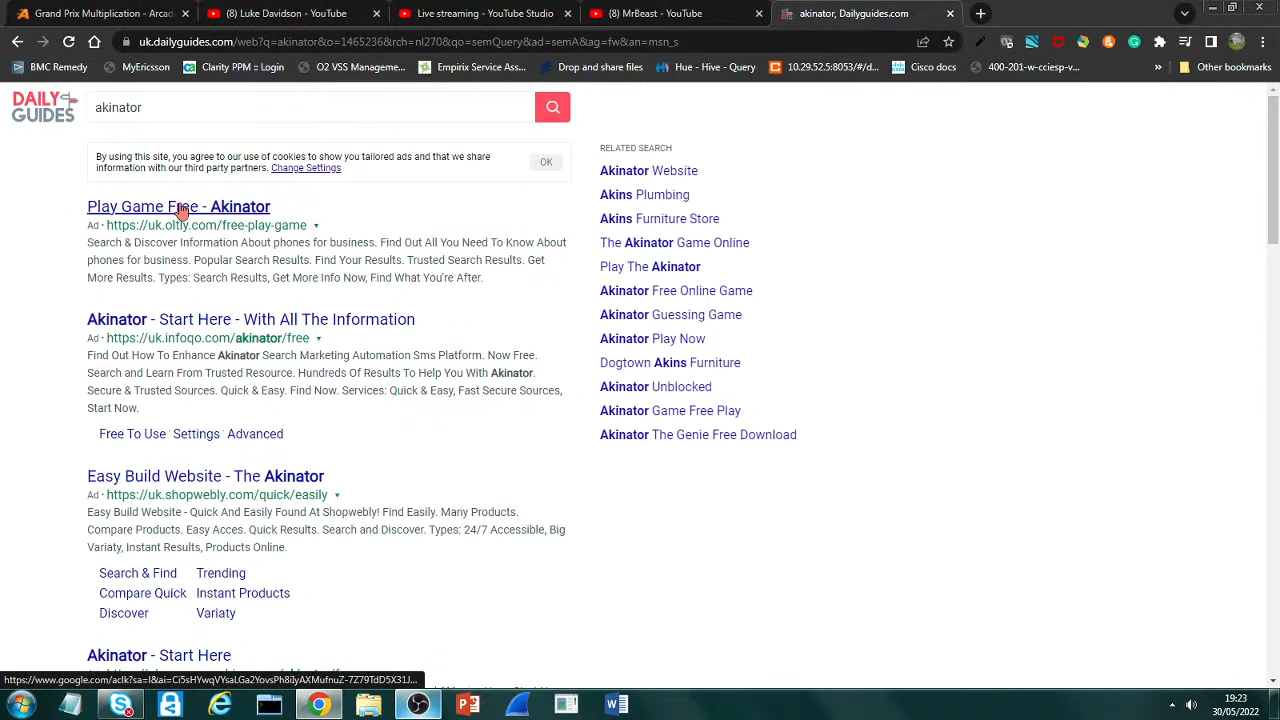 Grand Prix Manager (Multiplayer)
(8) Luke Davidson - YouTube
Live streaming - YouTube Studio
(8) MrBeast - YouTube
akinator, Dailyguides.com
uk.dailyguides.com/web?q=akinator&o=1465236&rch=nl270&qo=semQuery&ad=semA&ag=fw&an=msn_s
BMC Remedy
MyEricsson
Clarity PPM :: Login
O2 VSS Manageme...
Empirix Service Ass...
Drop and share files
Hue - Hive - Query
10.29.52.5:8543/#/d...
Cisco docs
400-201-w-cciesp-v...
»
Other bookmarks
DAILY
GUIDES
akinator
By using this site, you agree to our use of cookies to show you tailored ads and that we share
information with our third party partners. Change Settings
OK
Play Game Free - Akinator
Ad · https://uk.oltly.com/free-play-game
Search & Discover Information About phones for business. Find Out All You Need To Know About
phones for business. Popular Search Results. Find Your Results. Trusted Search Results. Get
More Results. Types: Search Results, Get More Info Now, Find What You're After.
Akinator - Start Here - With All The Information
Ad · https://uk.infoqo.com/akinator/free
Find Out How To Enhance Akinator Search Marketing Automation Sms Platform. Now Free.
Search and Learn From Trusted Resource. Hundreds Of Results To Help You With Akinator.
Secure & Trusted Sources. Quick & Easy. Find Now. Services: Quick & Easy, Fast Secure Sources,
Start Now.
Free To Use · Settings · Advanced
Easy Build Website - The Akinator
Ad · https://uk.shopwebly.com/quick/easily
Easy Build Website - Quick And Easily Found At Shopwebly! Find Easily. Many Products.
Compare Products. Easy Acces. Quick Results. Search and Discover. Types: 24/7 Accessible, Big
Variaty, Instant Results, Products Online.
Search & Find
Trending
Compare Quick
Instant Products
Discover
Variaty
Akinator - Start Here
RELATED SEARCH
Akinator Website
Akins Plumbing
Akins Furniture Store
The Akinator Game Online
Play The Akinator
Akinator Free Online Game
Akinator Guessing Game
Akinator Play Now
Dogtown Akins Furniture
Akinator Unblocked
Akinator Game Free Play
Akinator The Genie Free Download
19:23
30/05/2022